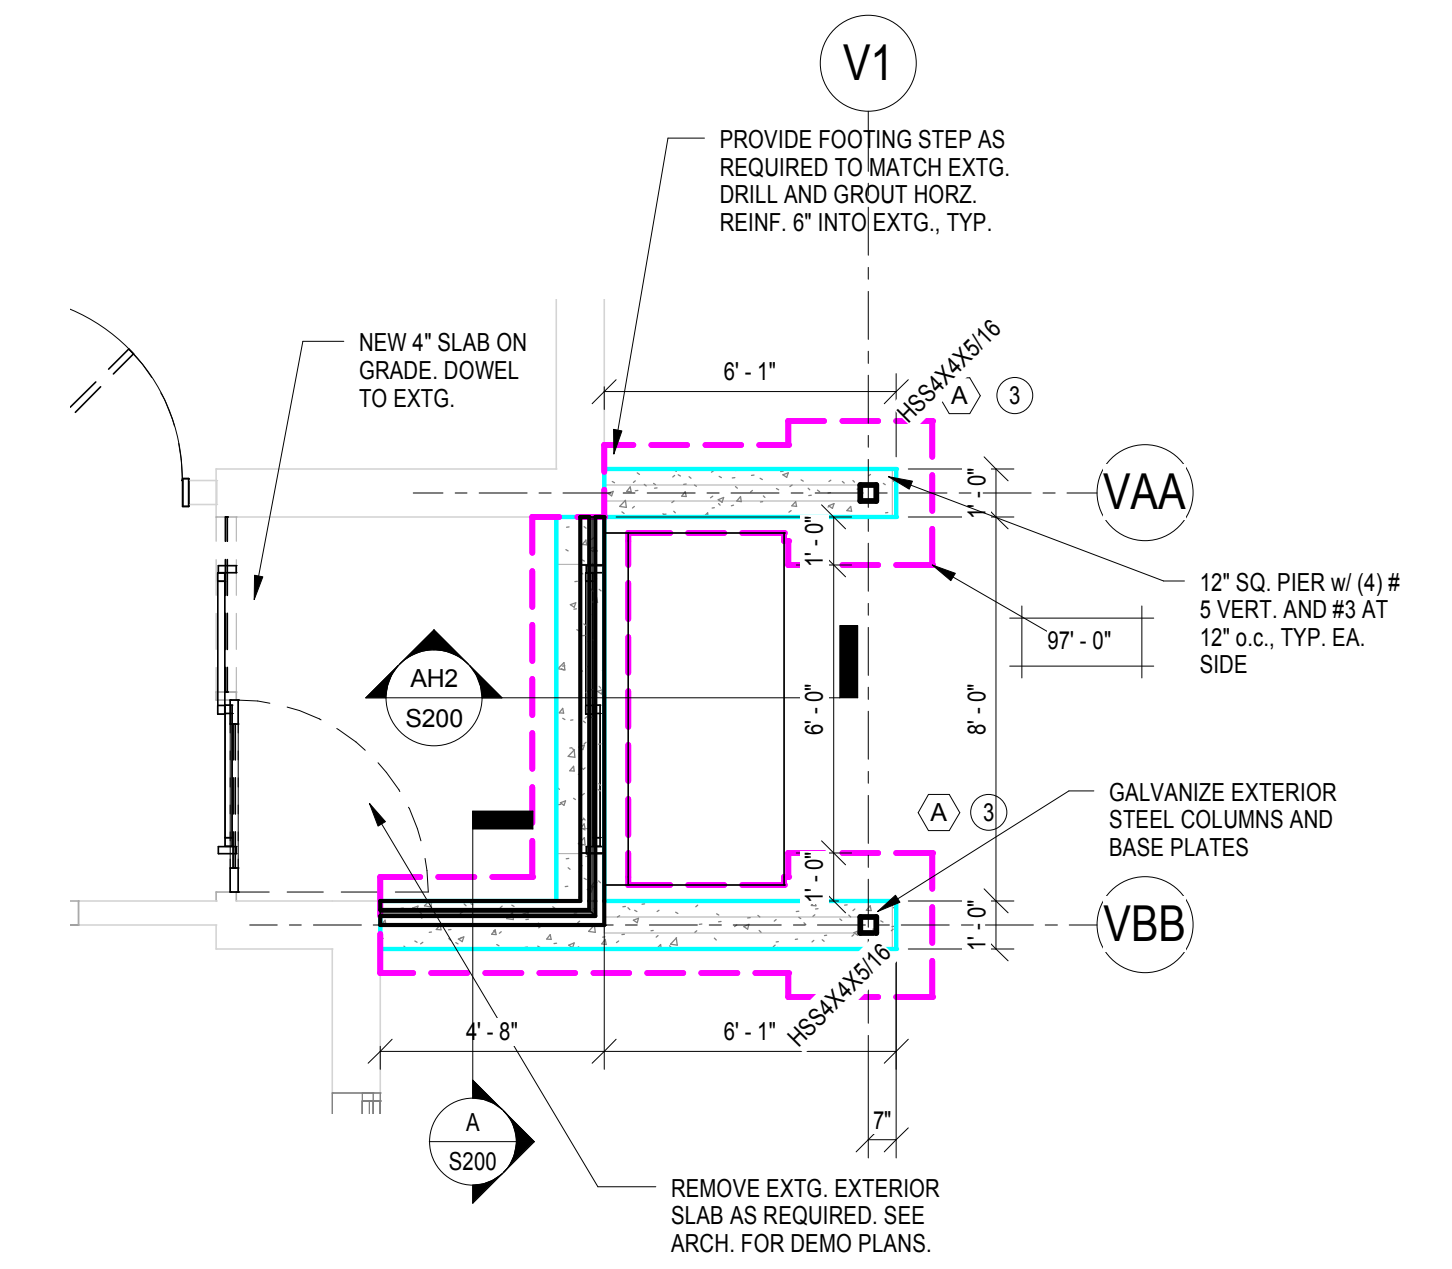 V1
PROVIDE FOOTING STEP AS
REQUIRED TO MATCH EXTG.
DRILL AND GROUT HORZ.
REINF. 6" INTO EXTG., TYP.
NEW 4" SLAB ON
GRADE. DOWEL
TO EXTG.
6' - 1"
HSS4X4X5/16
A
3
1' - 0"
VAA
1' - 0"
12" SQ. PIER w/ (4) #
5 VERT. AND #3 AT
12" o.c., TYP. EA.
SIDE
97' - 0"
AH2
S200
6' - 0"
8' - 0"
A
3
GALVANIZE EXTERIOR
STEEL COLUMNS AND
BASE PLATES
1' - 0"
1' - 0"
VBB
HSS4X4X5/16
4' - 8"
6' - 1"
7"
A
S200
REMOVE EXTG. EXTERIOR
SLAB AS REQUIRED. SEE
ARCH. FOR DEMO PLANS.